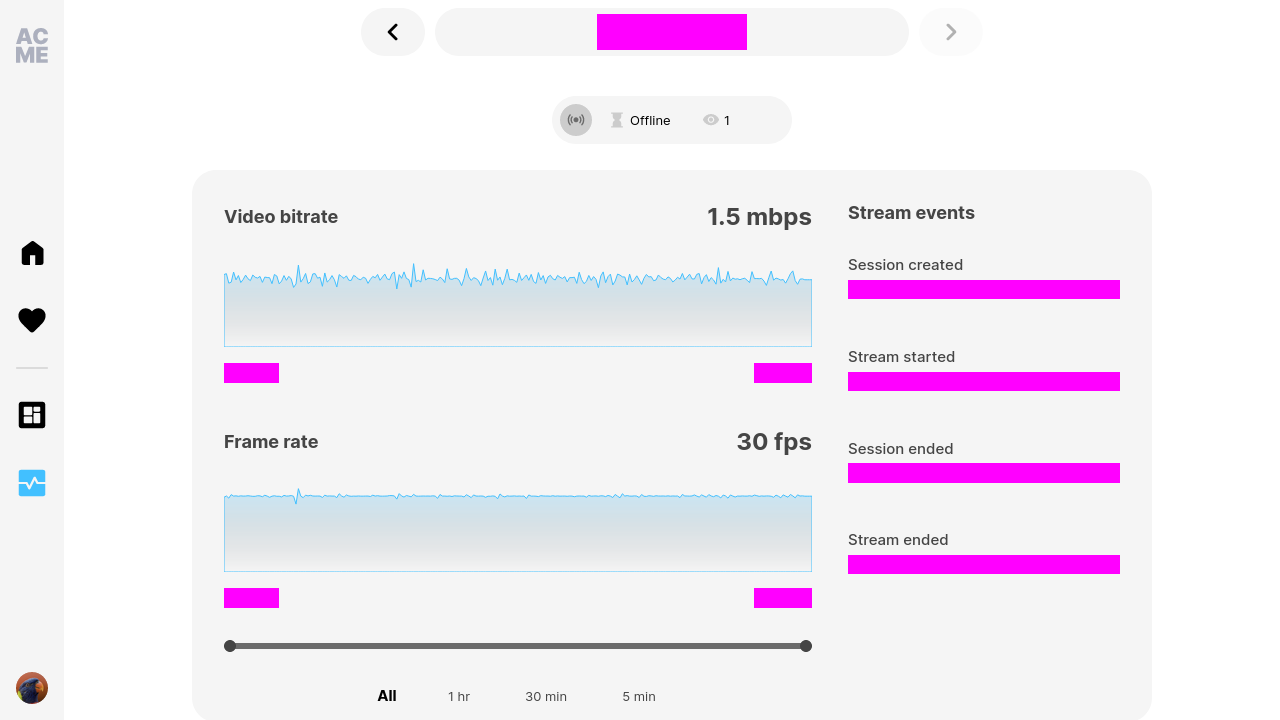 AC
ME
Offline
1
Video bitrate
1.5 mbps
Stream events
Session created
Stream started
Frame rate
30 fps
Session ended
Stream ended
All
1 hr
30 min
5 min